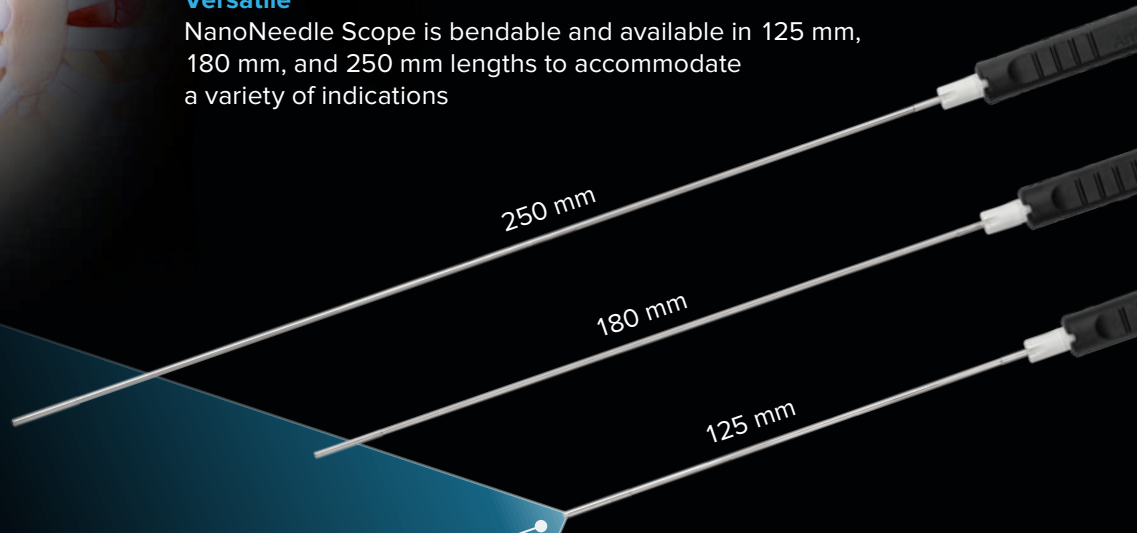 Versatile
NanoNeedle Scope is bendable and available in 125 mm,
180 mm, and 250 mm lengths to accommodate
a variety of indications
250 mm
180 mm
125 mm